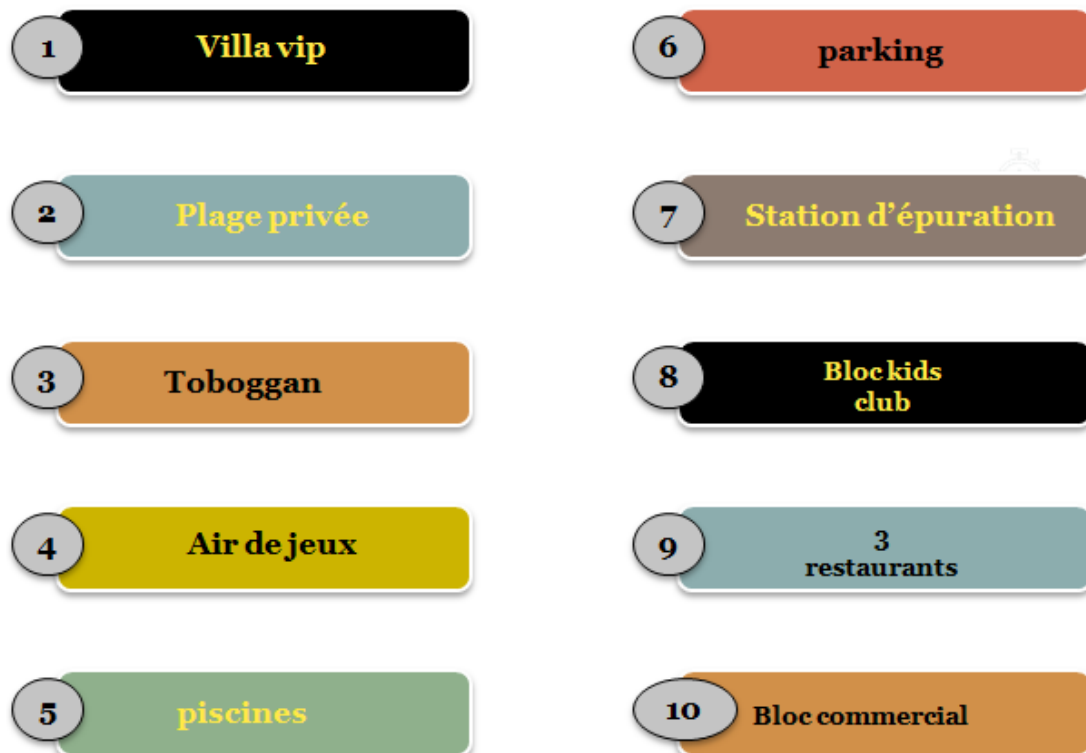 1 Villa vip
2 Plage privée
3 Toboggan
4 Air de jeux
5 piscines
6 parking
7 Station d’épuration
8 Bloc kids
club
9 3
restaurants
10 Bloc commercial